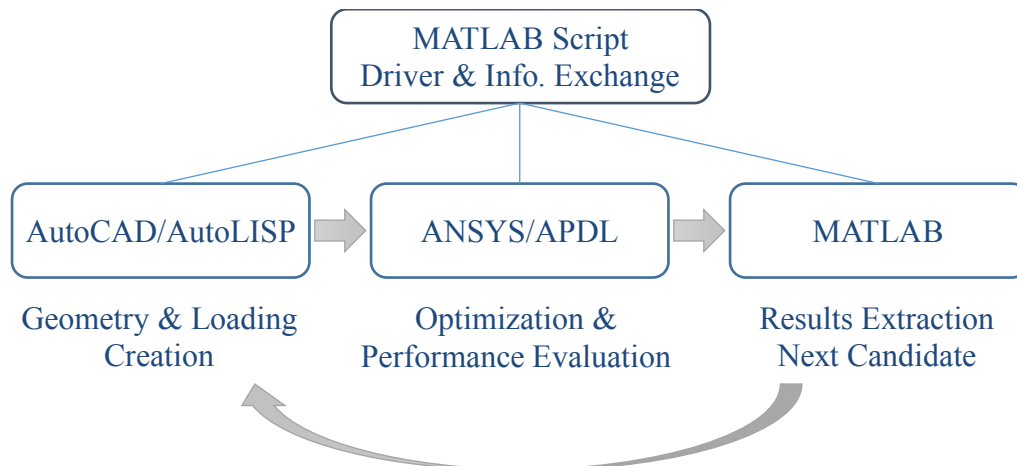 MATLAB Script
Driver & Info. Exchange
AutoCAD/AutoLISP
ANSYS/APDL
MATLAB
Geometry & Loading
Creation
Optimization &
Performance Evaluation
Results Extraction
Next Candidate